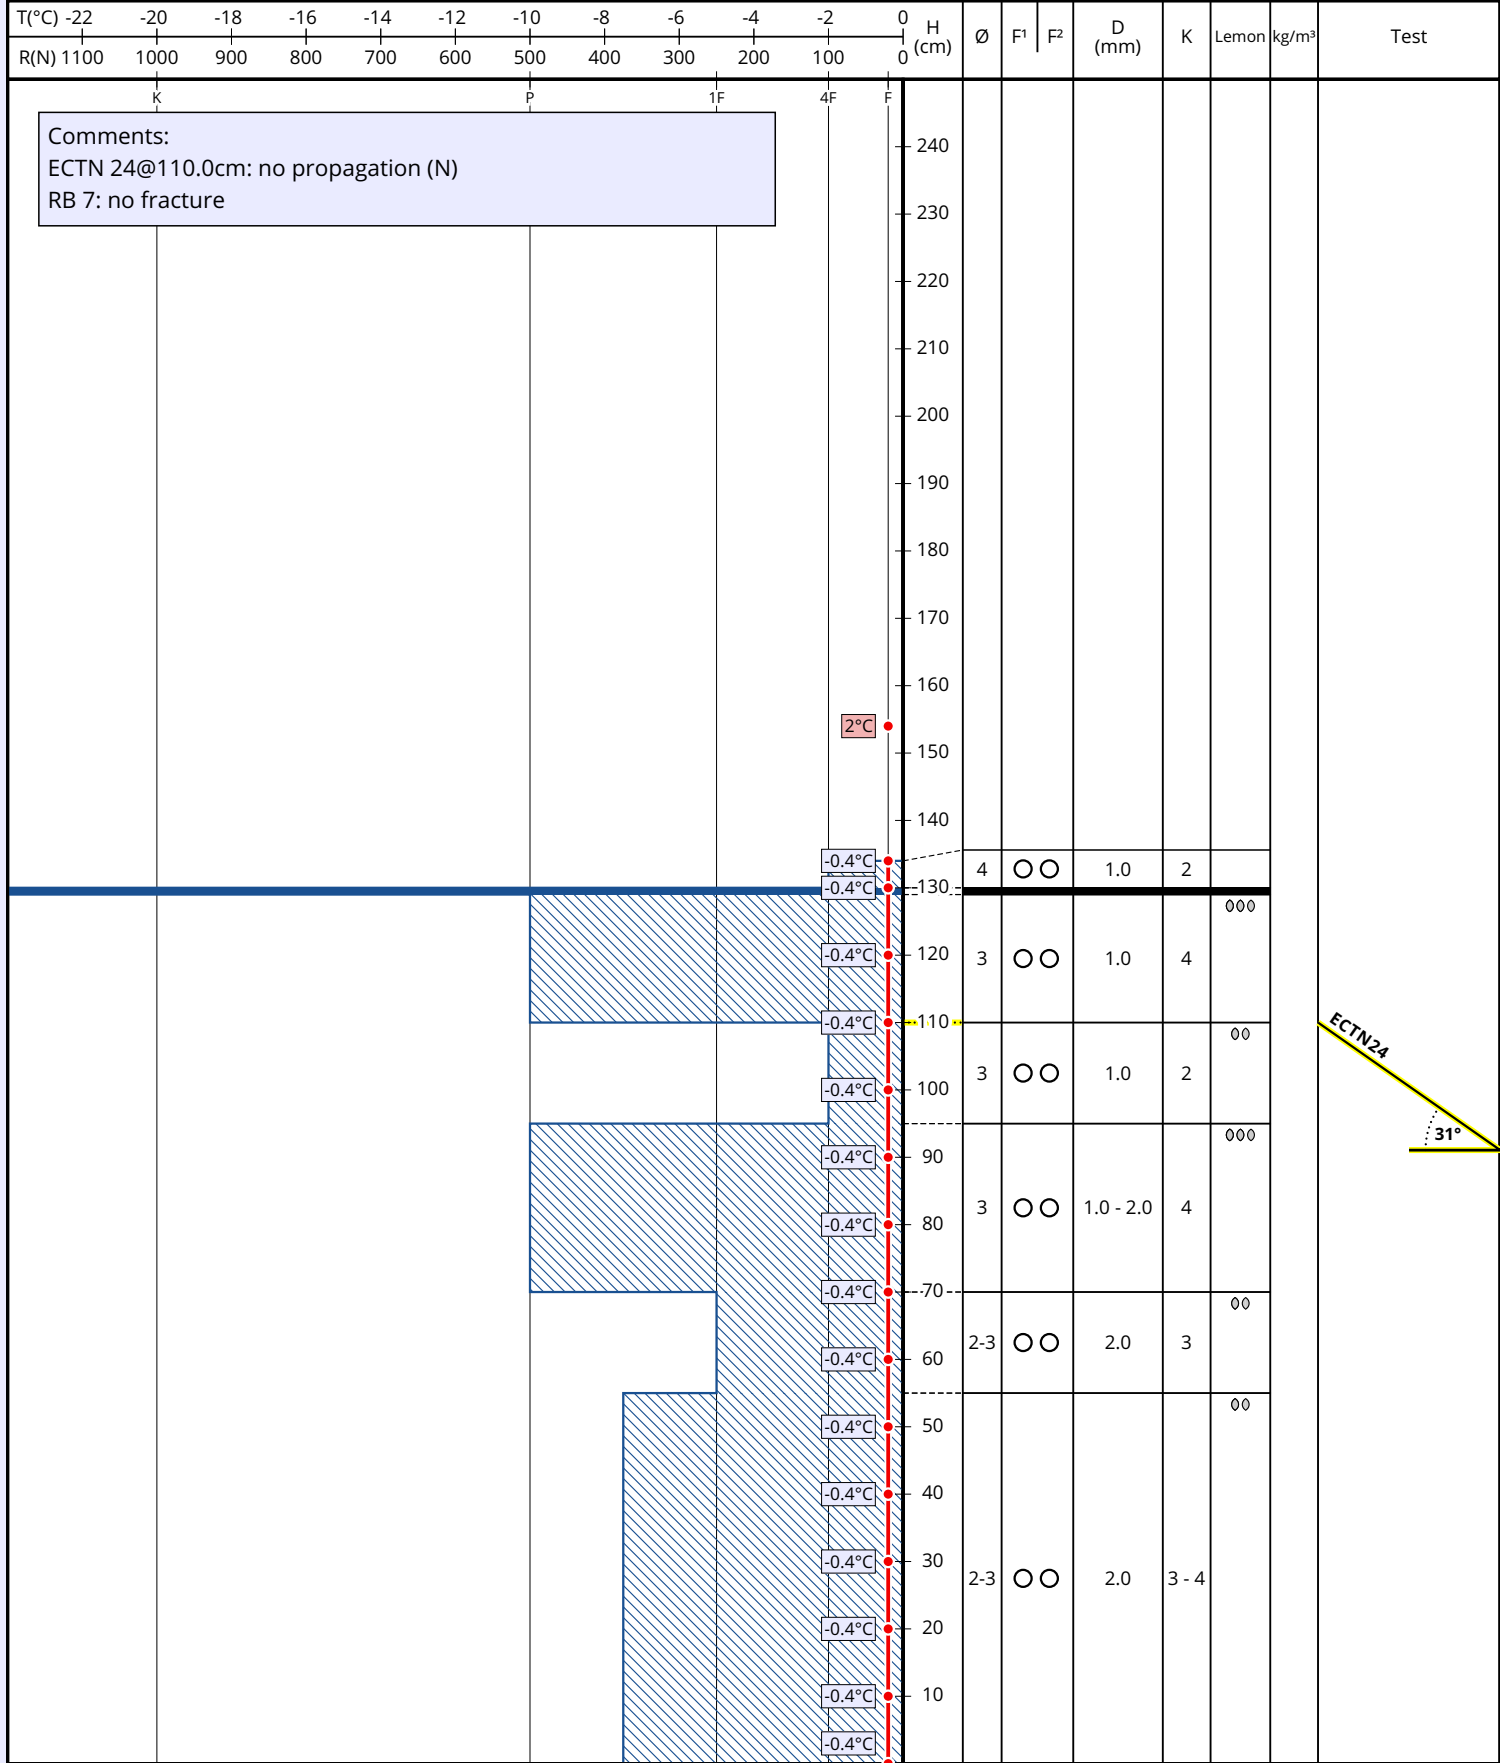 T(°C) -22 -20 -18 -16 -14 -12 -10 -8 -6 -4 -2 0
R(N) 1100 1000 900 800 700 600 500 400 300 200 100 0
H (cm) Ø F¹ F² D (mm) K Lemon kg/m³ Test
K P 1F 4F F
Comments:
ECTN 24@110.0cm: no propagation (N)
RB 7: no fracture
240
230
220
210
200
190
180
170
160
2°C
150
140
-0.4°C
4 1.0 2
-0.4°C 130
-0.4°C 120
3 1.0 4
-0.4°C 110
ECTN24
3 1.0 2
-0.4°C 100
31°
-0.4°C 90
3 1.0 - 2.0 4
-0.4°C 80
-0.4°C 70
2-3 2.0 3
-0.4°C 60
-0.4°C 50
-0.4°C 40
-0.4°C 30
2-3 2.0 3 - 4
-0.4°C 20
-0.4°C 10
-0.4°C